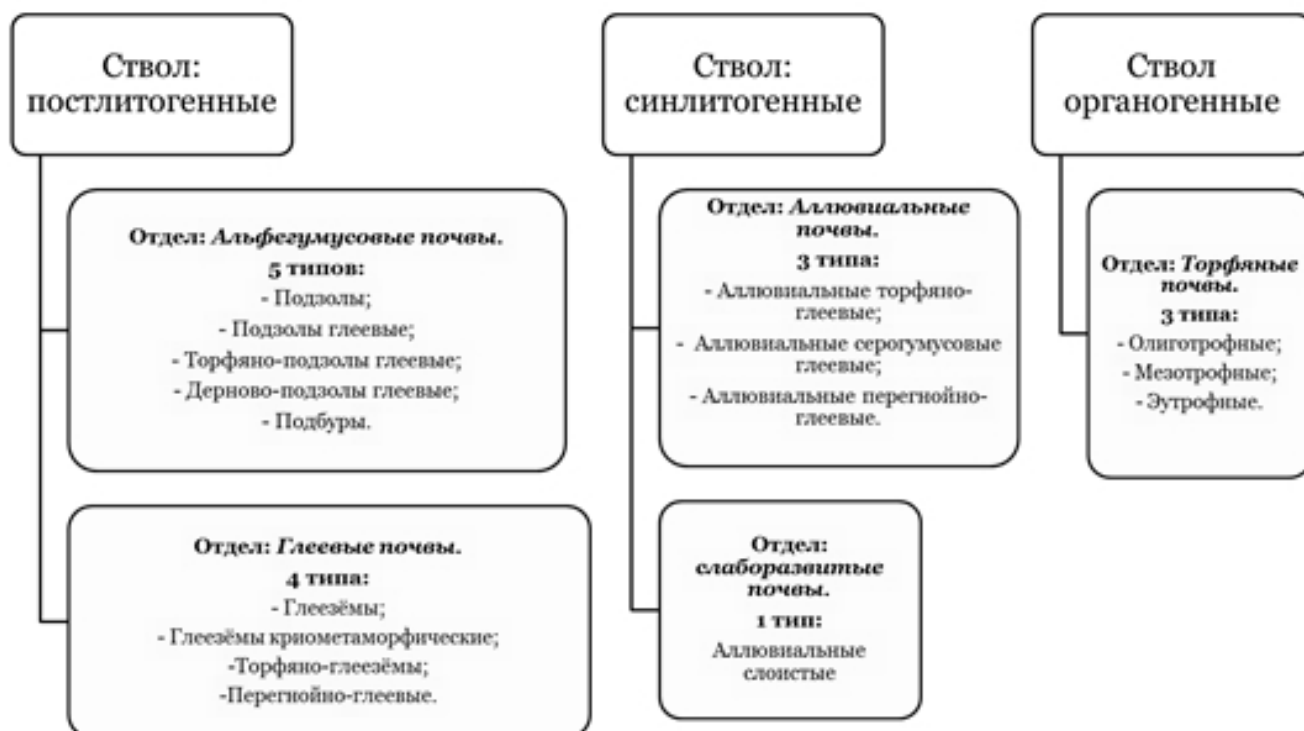 Ствол:
постлитогенные
Отдел: Альфегумусовые почвы.
5 типов:
- Подзолы;
- Подзолы глеевые;
- Торфяно-подзолы глеевые;
- Дерново-подзолы глеевые;
- Подбуры.
Отдел: Глеевые почвы.
4 типа:
- Глеезёмы;
- Глеезёмы криометаморфические;
-Торфяно-глеезёмы;
-Перегнойно-глеевые.
Ствол:
синлитогенные
Отдел: Аллювиальные
почвы.
3 типа:
- Аллювиальные торфяно-
глеевые;
- Аллювиальные серогумусовые
глеевые;
- Аллювиальные перегнойно-
глеевые.
Отдел:
слаборазвитые
почвы.
1 тип:
Аллювиальные
слоистые
Ствол
органогенные
Отдел: Торфяные
почвы.
3 типа:
- Олиготрофные;
- Мезотрофные;
- Эутрофные.